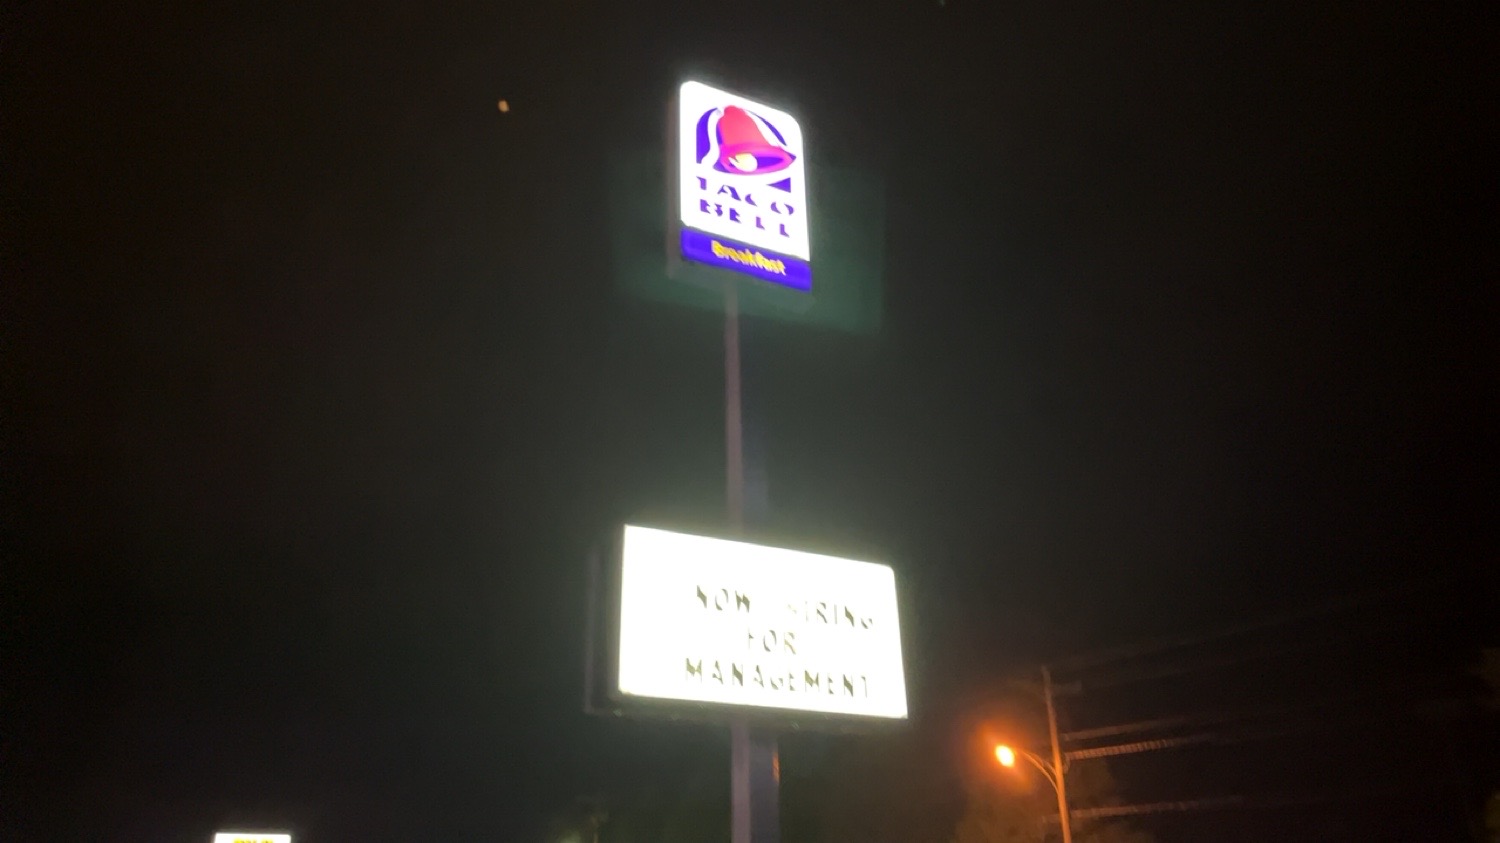 TACO
BELL
Breakfast
NOW HIRING
FOR
MANAGEMENT